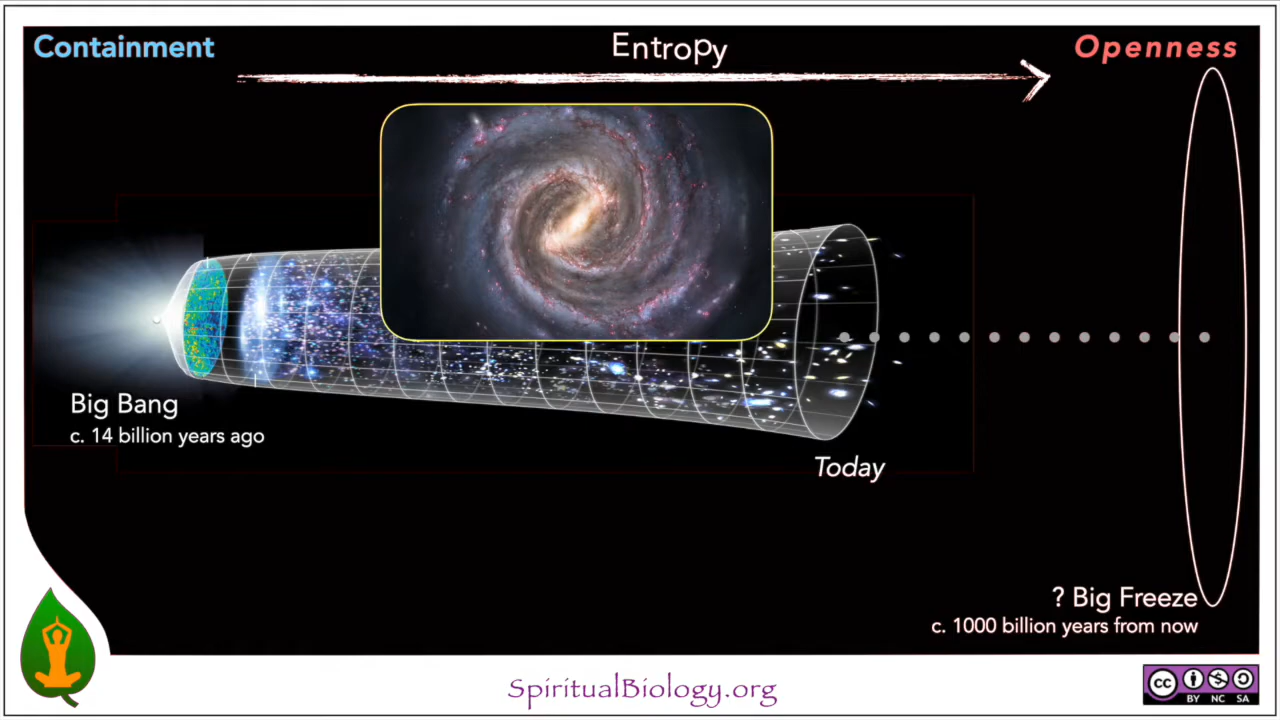 Containment
Entropy
Openness
Big Bang
c. 14 billion years ago
Today
? Big Freeze
c. 1000 billion years from now
SpiritualBiology.org
cc
BY NC SA